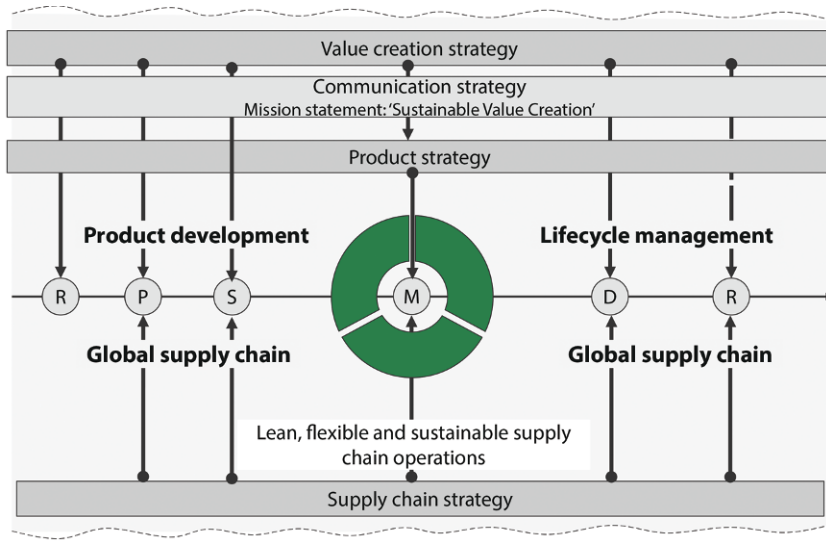 Value creation strategy
Communication strategy
Mission statement: ‘Sustainable Value Creation’
Product strategy
Product development
Lifecycle management
R
P
S
M
D
R
Global supply chain
Global supply chain
Lean, flexible and sustainable supply
chain operations
Supply chain strategy